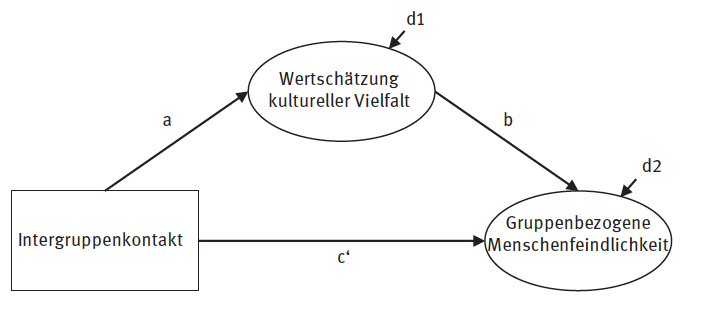 d1
Wertschätzung
kultureller Vielfalt
a
b
d2
Intergruppenkontakt
Gruppenbezogene
Menschenfeindlichkeit
c‘